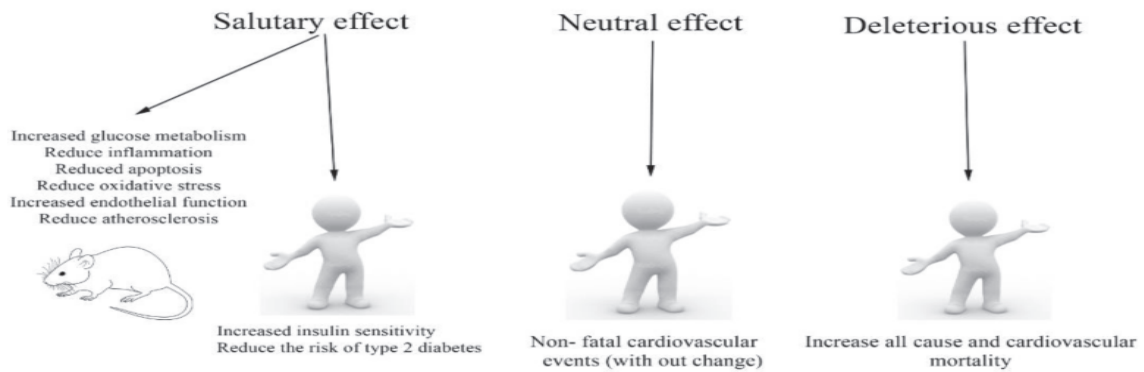 Salutary effect
Neutral effect
Deleterious effect
Increased glucose metabolism
Reduce inflammation
Reduced apoptosis
Reduce oxidative stress
Increased endothelial function
Reduce atherosclerosis
Increased insulin sensitivity
Reduce the risk of type 2 diabetes
Non- fatal cardiovascular
events (with out change)
Increase all cause and cardiovascular
mortality